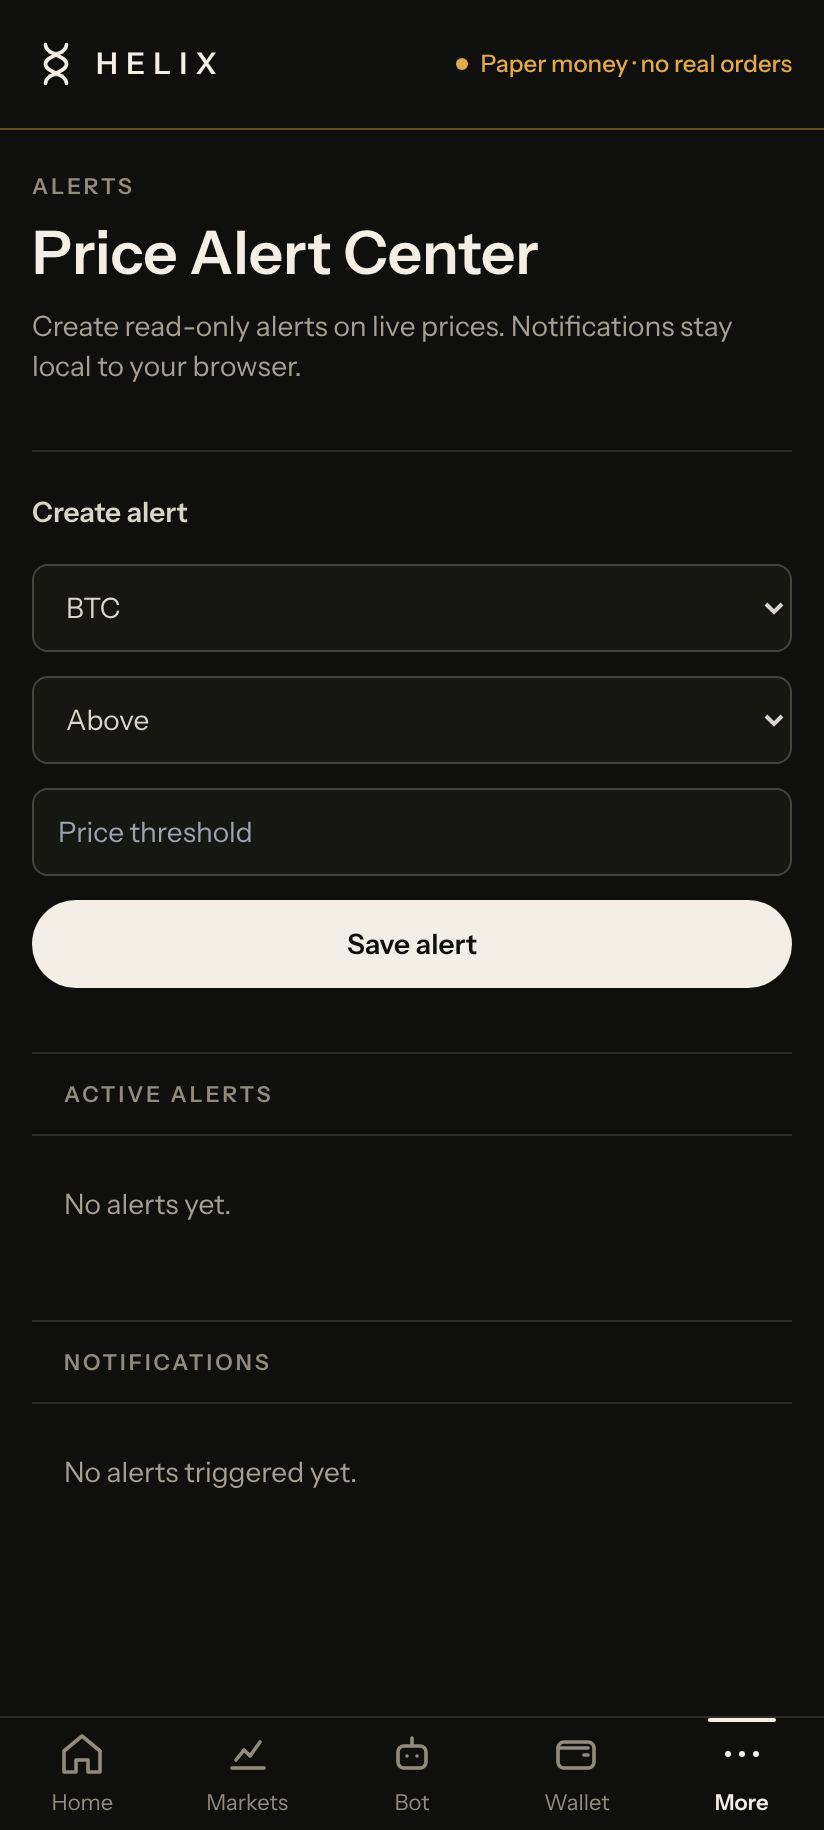 HELIX
Paper money · no real orders
ALERTS
Price Alert Center
Create read-only alerts on live prices. Notifications stay
local to your browser.
Create alert
BTC
Above
Price threshold
Save alert
ACTIVE ALERTS
No alerts yet.
NOTIFICATIONS
No alerts triggered yet.
Home
Markets
Bot
Wallet
More